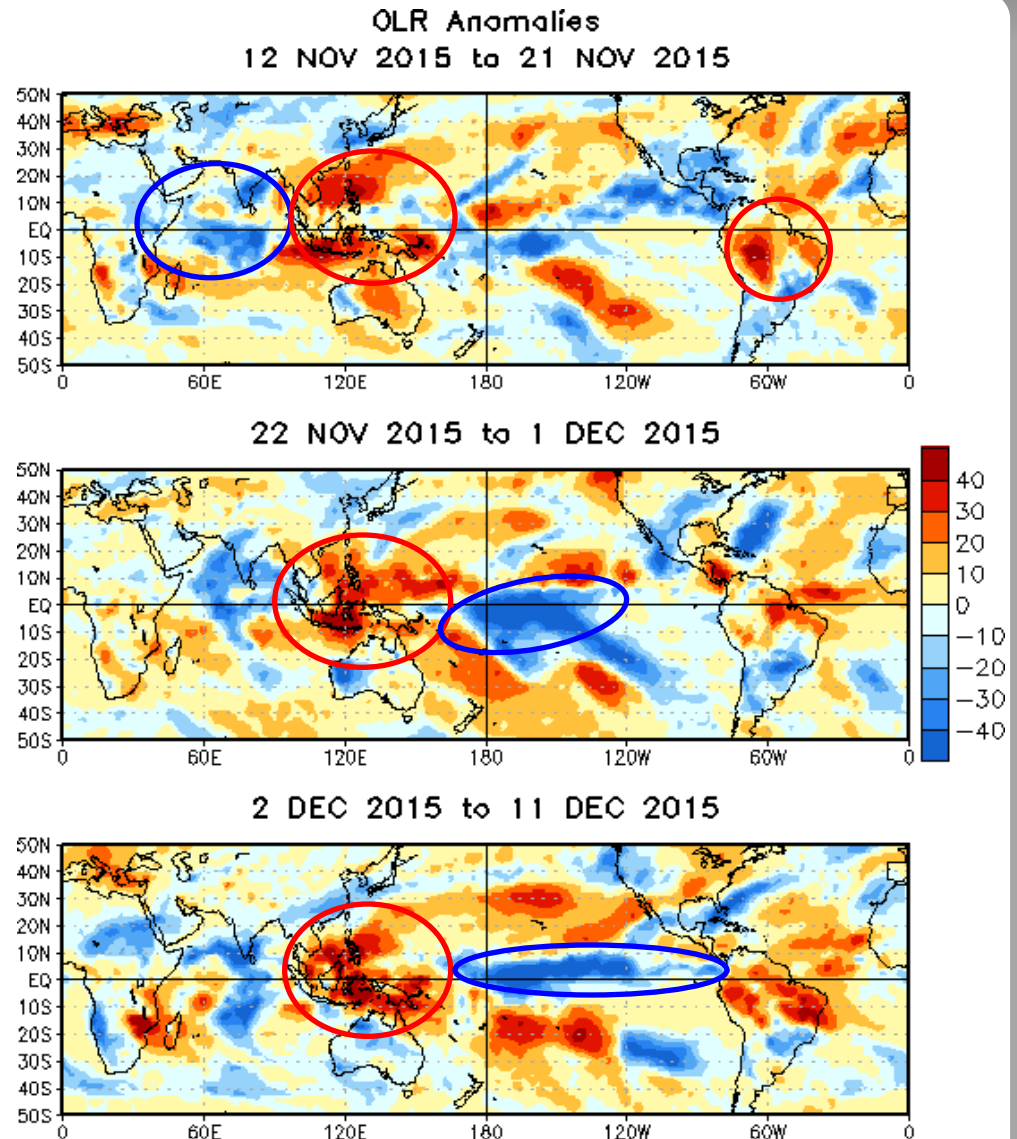 OLR Anomalies
12 NOV 2015 to 21 NOV 2015
50N
40N
30N
20N
10N
EQ
10S
20S
30S
40S
50S
0 60E 120E 180 120W 60W 0
22 NOV 2015 to 1 DEC 2015
50N
40N
30N
20N
10N
EQ
10S
20S
30S
40S
50S
0 60E 120E 180 120W 60W 0
40
30
20
10
0
−10
−20
−30
−40
2 DEC 2015 to 11 DEC 2015
50N
40N
30N
20N
10N
EQ
10S
20S
30S
40S
50S
0 60E 120E 180 120W 60W 0